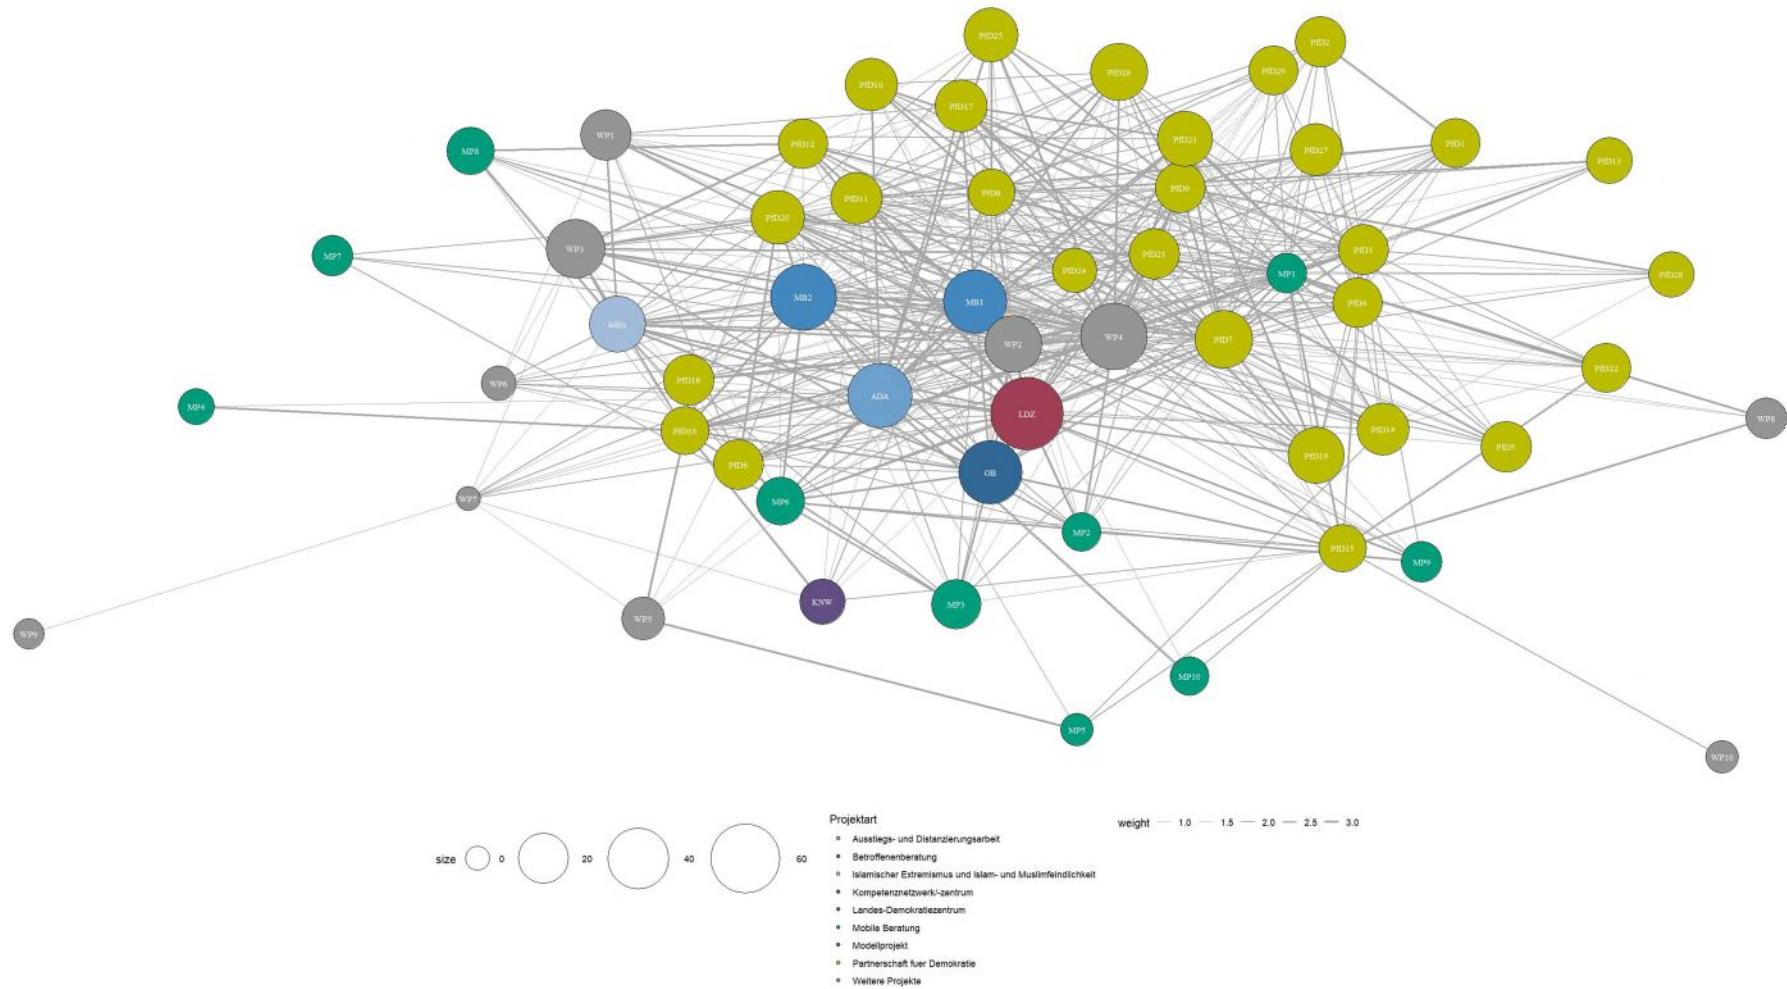 PfD25
PfD2
PfD26
PfD29
PfD10
PfD17
WP1
PfD23
PfD1
PfD12
MP8
PfD27
PfD13
PfD9
PfD8
PfD11
PfD20
WP3
PfD3
MP7
PfD21
PfD24
MP1
PfD28
MB2
MB1
PfD4
WP4
PfD7
WP2
PfD22
PfD18
WP6
ADA
MP4
LDZ
WP8
PfD16
PfD14
PfD5
PfD19
PfD6
OB
WP7
MP6
MP2
PfD15
MP9
KNW
MP3
WP5
WP9
MP10
MP5
WP10
Projektart
weight 1.0 1.5 2.0 2.5 3.0
Ausstiegs- und Distanzierungsarbeit
size 0 20 40 60
Betroffenenberatung
Islamischer Extremismus und Islam- und Muslimfeindlichkeit
Kompetenznetzwerk/-zentrum
Landes-Demokratiezentrum
Mobile Beratung
Modellprojekt
Partnerschaft fuer Demokratie
Weitere Projekte